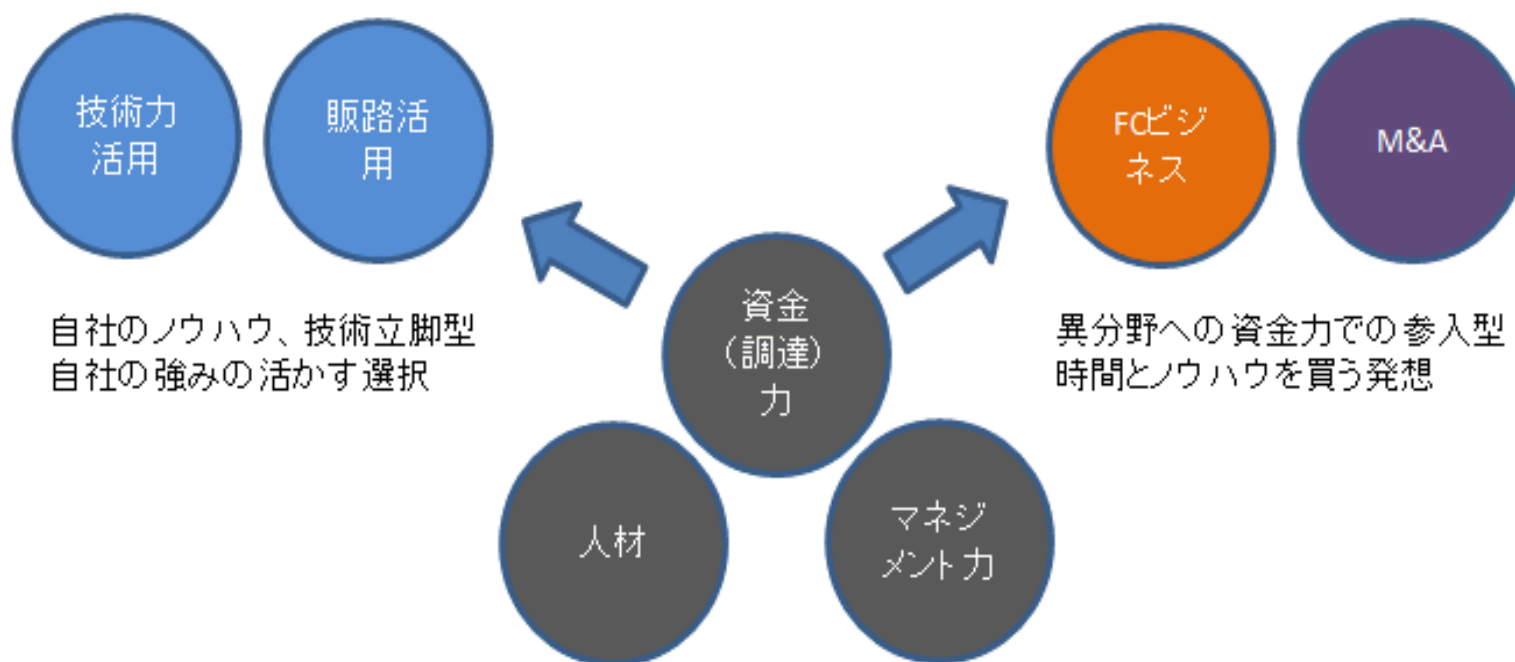 技術力
活用
販路活
用
FCビジ
ネス
M&A
自社のノウハウ、技術立脚型
自社の強みの活かす選択
資金
(調達)
力
異分野への資金力での参入型
時間とノウハウを買う発想
人材
マネジ
メント力